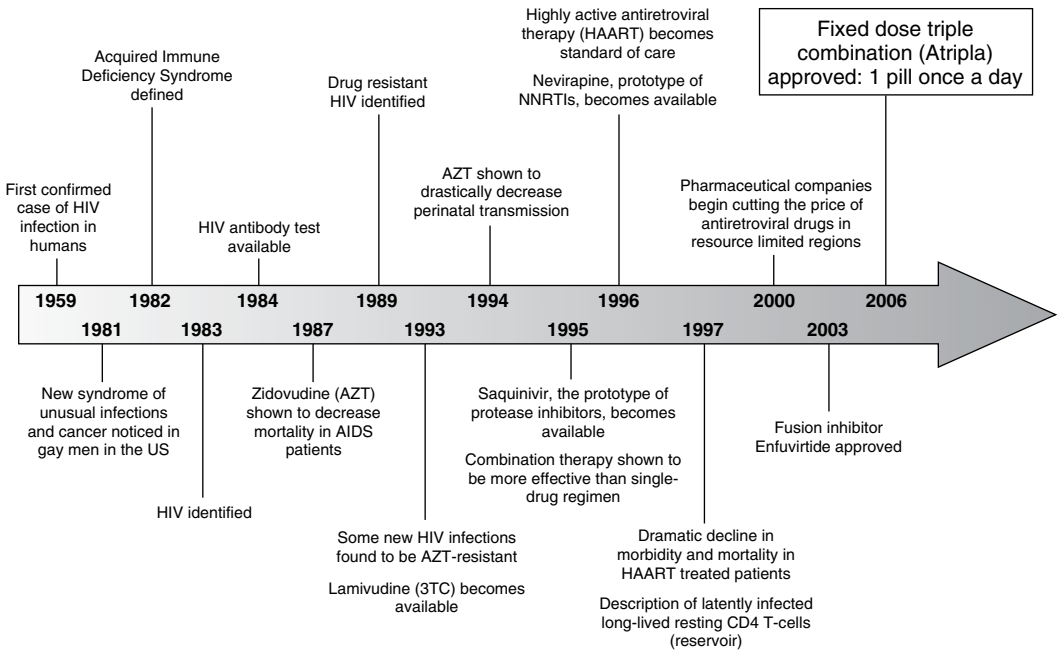 First confirmed
case of HIV
infection in
humans
1959
1981
New syndrome of
unusual infections
and cancer noticed in
gay men in the US
Acquired Immune
Deficiency Syndrome
defined
1982
1983
HIV identified
HIV antibody test
available
1984
1987
Zidovudine (AZT)
shown to decrease
mortality in AIDS
patients
Drug resistant
HIV identified
1989
1993
Some new HIV infections
found to be AZT-resistant
Lamivudine (3TC) becomes
available
AZT shown to
drastically decrease
perinatal transmission
1994
1995
Saquinivir, the prototype of
protease inhibitors, becomes
available
Combination therapy shown to
be more effective than single-
drug regimen
Highly active antiretroviral
therapy (HAART) becomes
standard of care
Nevirapine, prototype of
NNRTIs, becomes available
1996
1997
Dramatic decline in
morbidity and mortality in
HAART treated patients
Description of latently infected
long-lived resting CD4 T-cells
(reservoir)
Pharmaceutical companies
begin cutting the price of
antiretroviral drugs in
resource limited regions
2000
2003
Fusion inhibitor
Enfuvirtide approved
Fixed dose triple
combination (Atripla)
approved: 1 pill once a day
2006